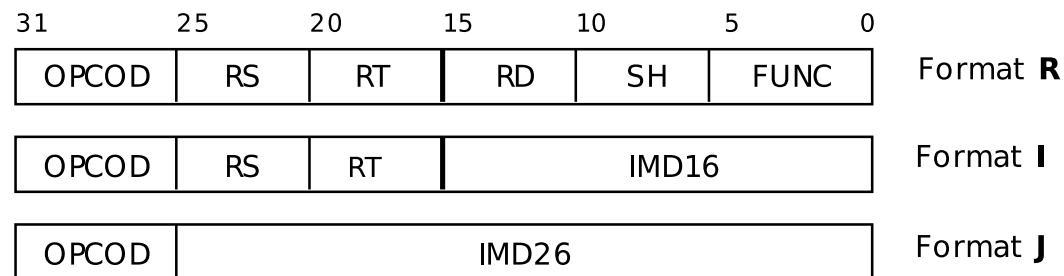 31 25 20 15 10 5 0
OPCOD RS RT RD SH FUNC Format R
OPCOD RS RT IMD16 Format I
OPCOD IMD26 Format J